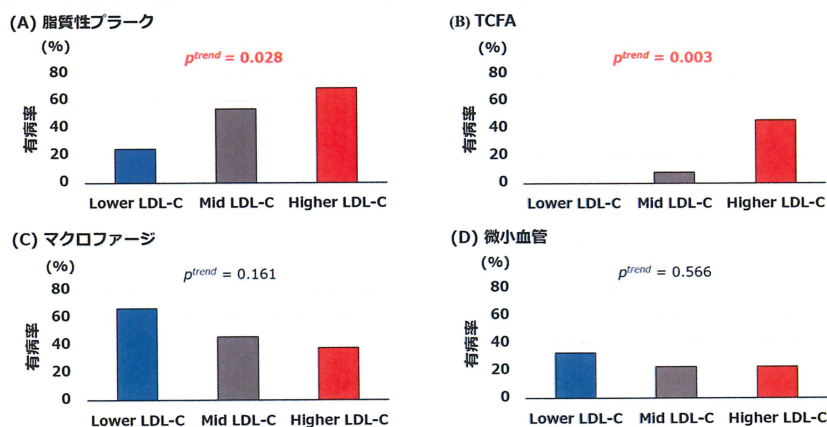 (A) 脂質性プラーク
(%)
p^trend = 0.028
80
60
40
20
0
有病率
Lower LDL-C Mid LDL-C Higher LDL-C
(B) TCFA
(%)
p^trend = 0.003
80
60
40
20
0
有病率
Lower LDL-C Mid LDL-C Higher LDL-C
(C) マクロファージ
(%)
p^trend = 0.161
80
60
40
20
0
有病率
Lower LDL-C Mid LDL-C Higher LDL-C
(D) 微小血管
(%)
p^trend = 0.566
80
60
40
20
0
有病率
Lower LDL-C Mid LDL-C Higher LDL-C